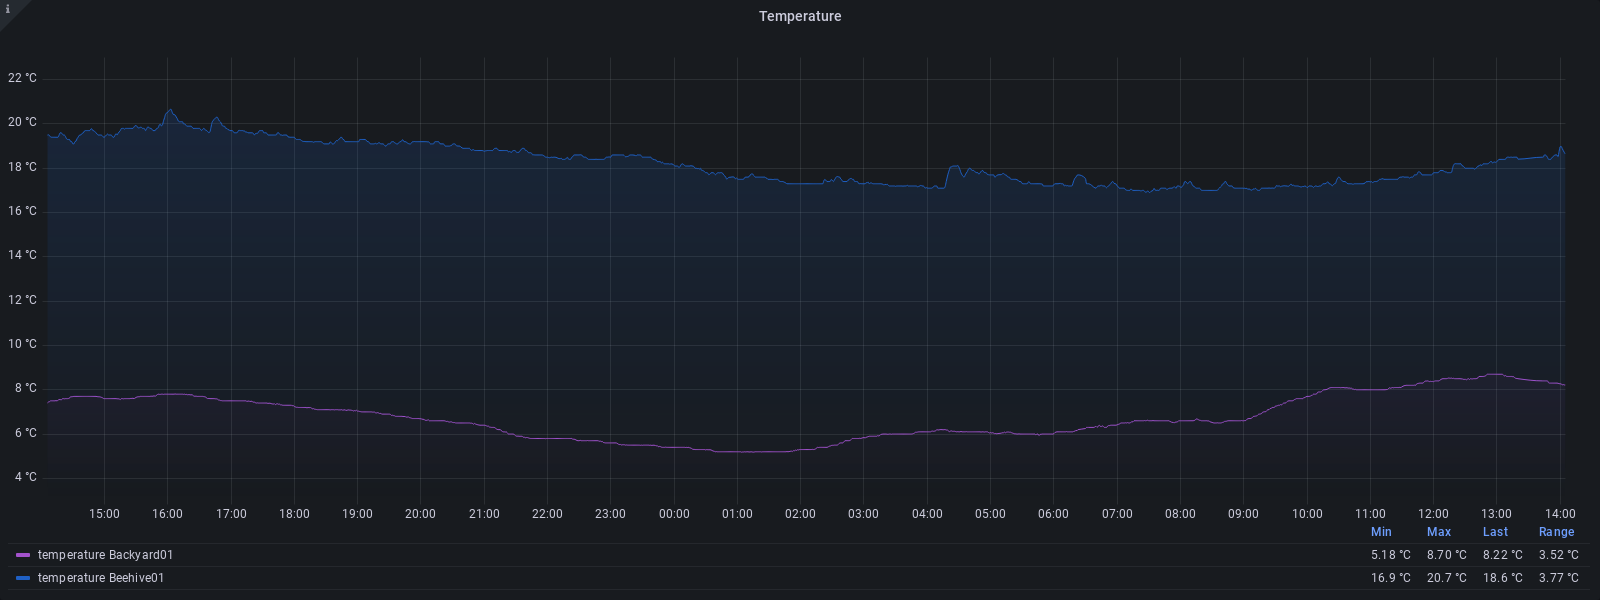 i
Temperature
22 °C
20 °C
18 °C
16 °C
14 °C
12 °C
10 °C
8 °C
6 °C
4 °C
15:00 16:00 17:00 18:00 19:00 20:00 21:00 22:00 23:00 00:00 01:00 02:00 03:00 04:00 05:00 06:00 07:00 08:00 09:00 10:00 11:00 12:00 13:00 14:00
Min Max Last Range
temperature Backyard01 5.18 °C 8.70 °C 8.22 °C 3.52 °C
temperature Beehive01 16.9 °C 20.7 °C 18.6 °C 3.77 °C